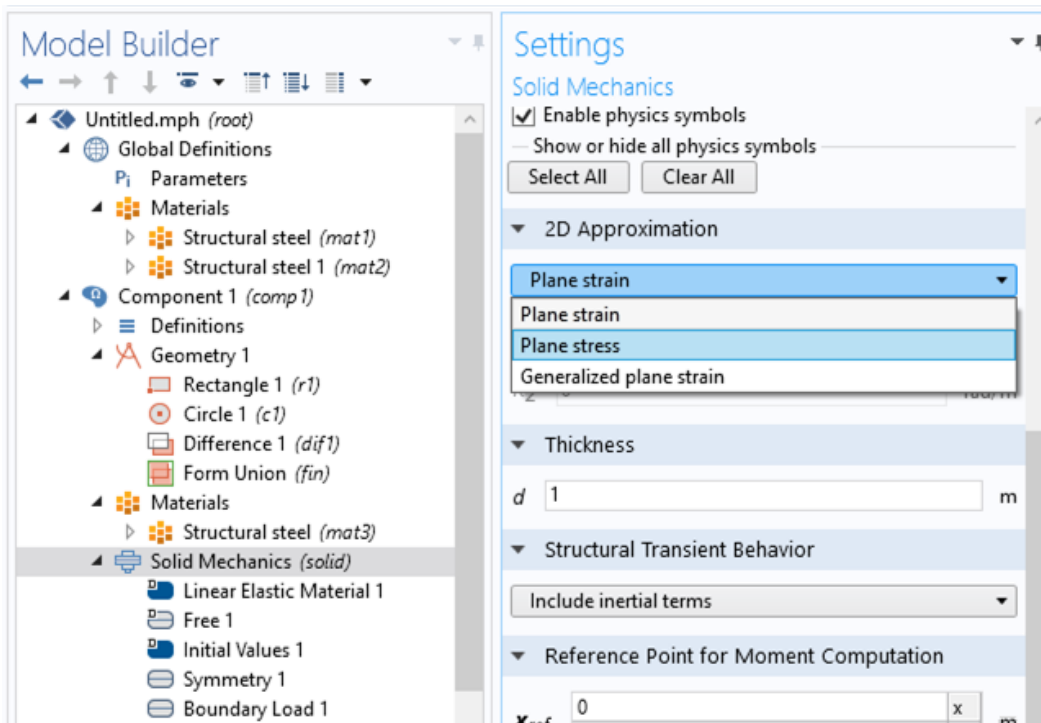 Model Builder
Untitled.mph (root)
Global Definitions
Pi Parameters
Materials
Structural steel (mat1)
Structural steel 1 (mat2)
Component 1 (comp1)
Definitions
Geometry 1
Rectangle 1 (r1)
Circle 1 (c1)
Difference 1 (dif1)
Form Union (fin)
Materials
Structural steel (mat3)
Solid Mechanics (solid)
Linear Elastic Material 1
Free 1
Initial Values 1
Symmetry 1
Boundary Load 1
Settings
Solid Mechanics
Enable physics symbols
Show or hide all physics symbols
Select All Clear All
2D Approximation
Plane strain
Plane strain
Plane stress
Generalized plane strain
Thickness
d 1 m
Structural Transient Behavior
Include inertial terms
Reference Point for Moment Computation
0 x